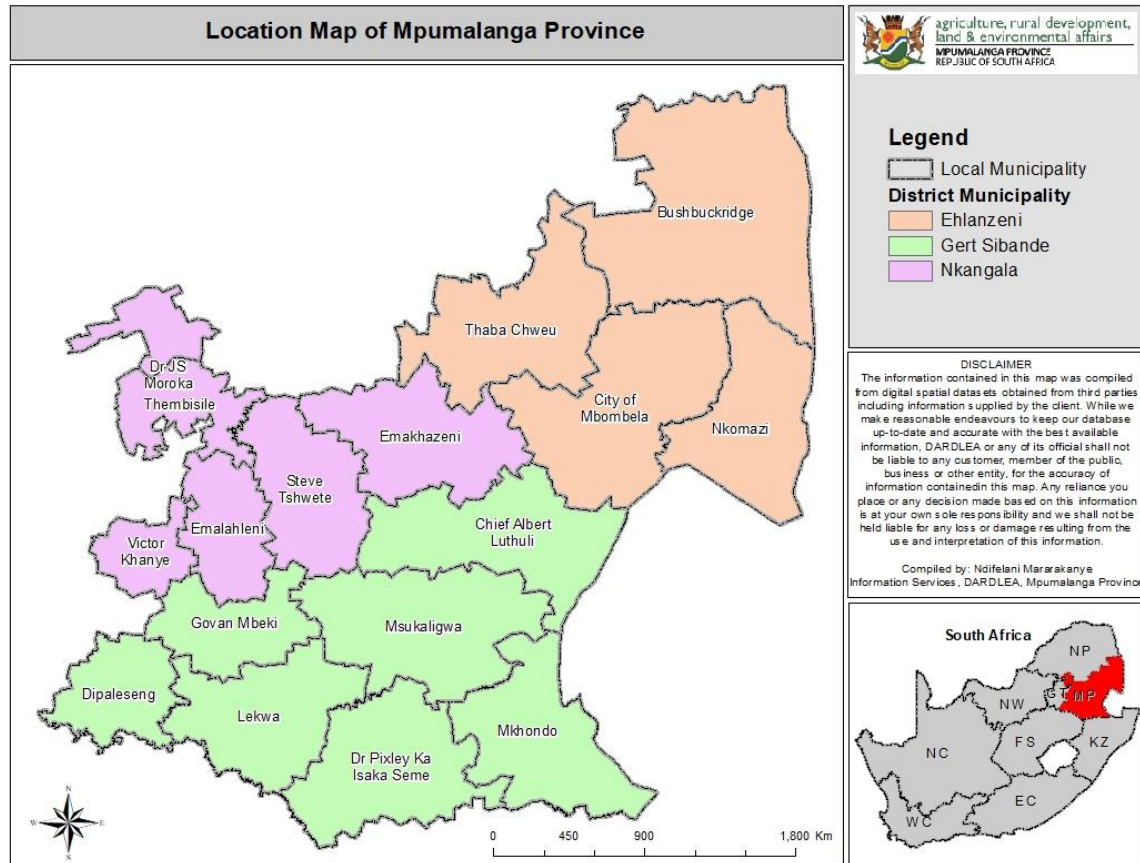 Location Map of Mpumalanga Province
agriculture, rural development,
land & environmental affairs
MPUMALANGA PROVINCE
REPUBLIC OF SOUTH AFRICA
Legend
Local Municipality
District Municipality
Ehlanzeni
Gert Sibande
Nkangala
Bushbuckridge
Thaba Chweu
Dr JS
Moroka
Thembisile
City of
Mbombela
Nkomazi
Emakhazeni
Steve
Tshwete
Emalahleni
Victor
Khanye
Chief Albert
Luthuli
Govan Mbeki
Msukaligwa
Dipaleseng
Lekwa
Mkhondo
Dr Pixley Ka
Isaka Seme
N
W
E
S
0 450 900 1,800 Km
DISCLAIMER
The information contained in this map was compiled
from digital spatial datasets obtained from third parties
including information supplied by the client. While we
make reasonable endeavours to keep our database
up-to-date and accurate with the best available
information, DARDLEA or any of its official shall not
be liable to any customer, member of the public,
business or other entity, for the accuracy of
information containedin this map. Any reliance you
place or any decision made based on this information
is at your own sole responsibility and we shall not be
held liable for any loss or damage resulting from the
use and interpretation of this information.
Compiled by: Ndifelani Mararakanye
Information Services, DARDLEA, Mpumalanga Province
South Africa
NP
GT
MP
NW
FS
KZ
NC
EC
WC